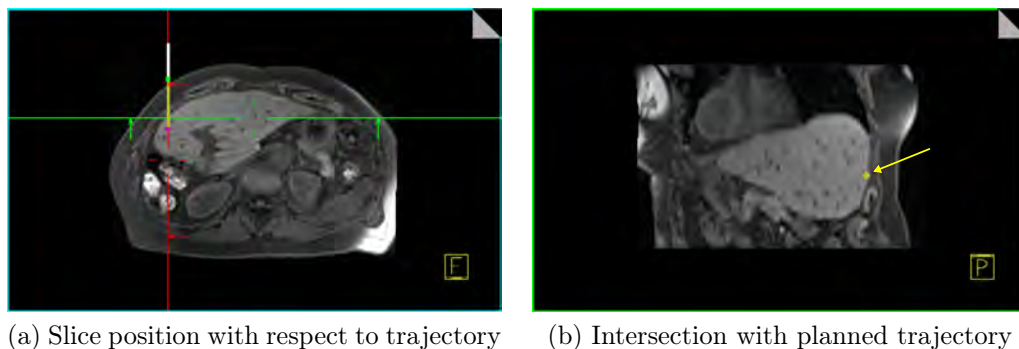 F
P
(a) Slice position with respect to trajectory
(b) Intersection with planned trajectory